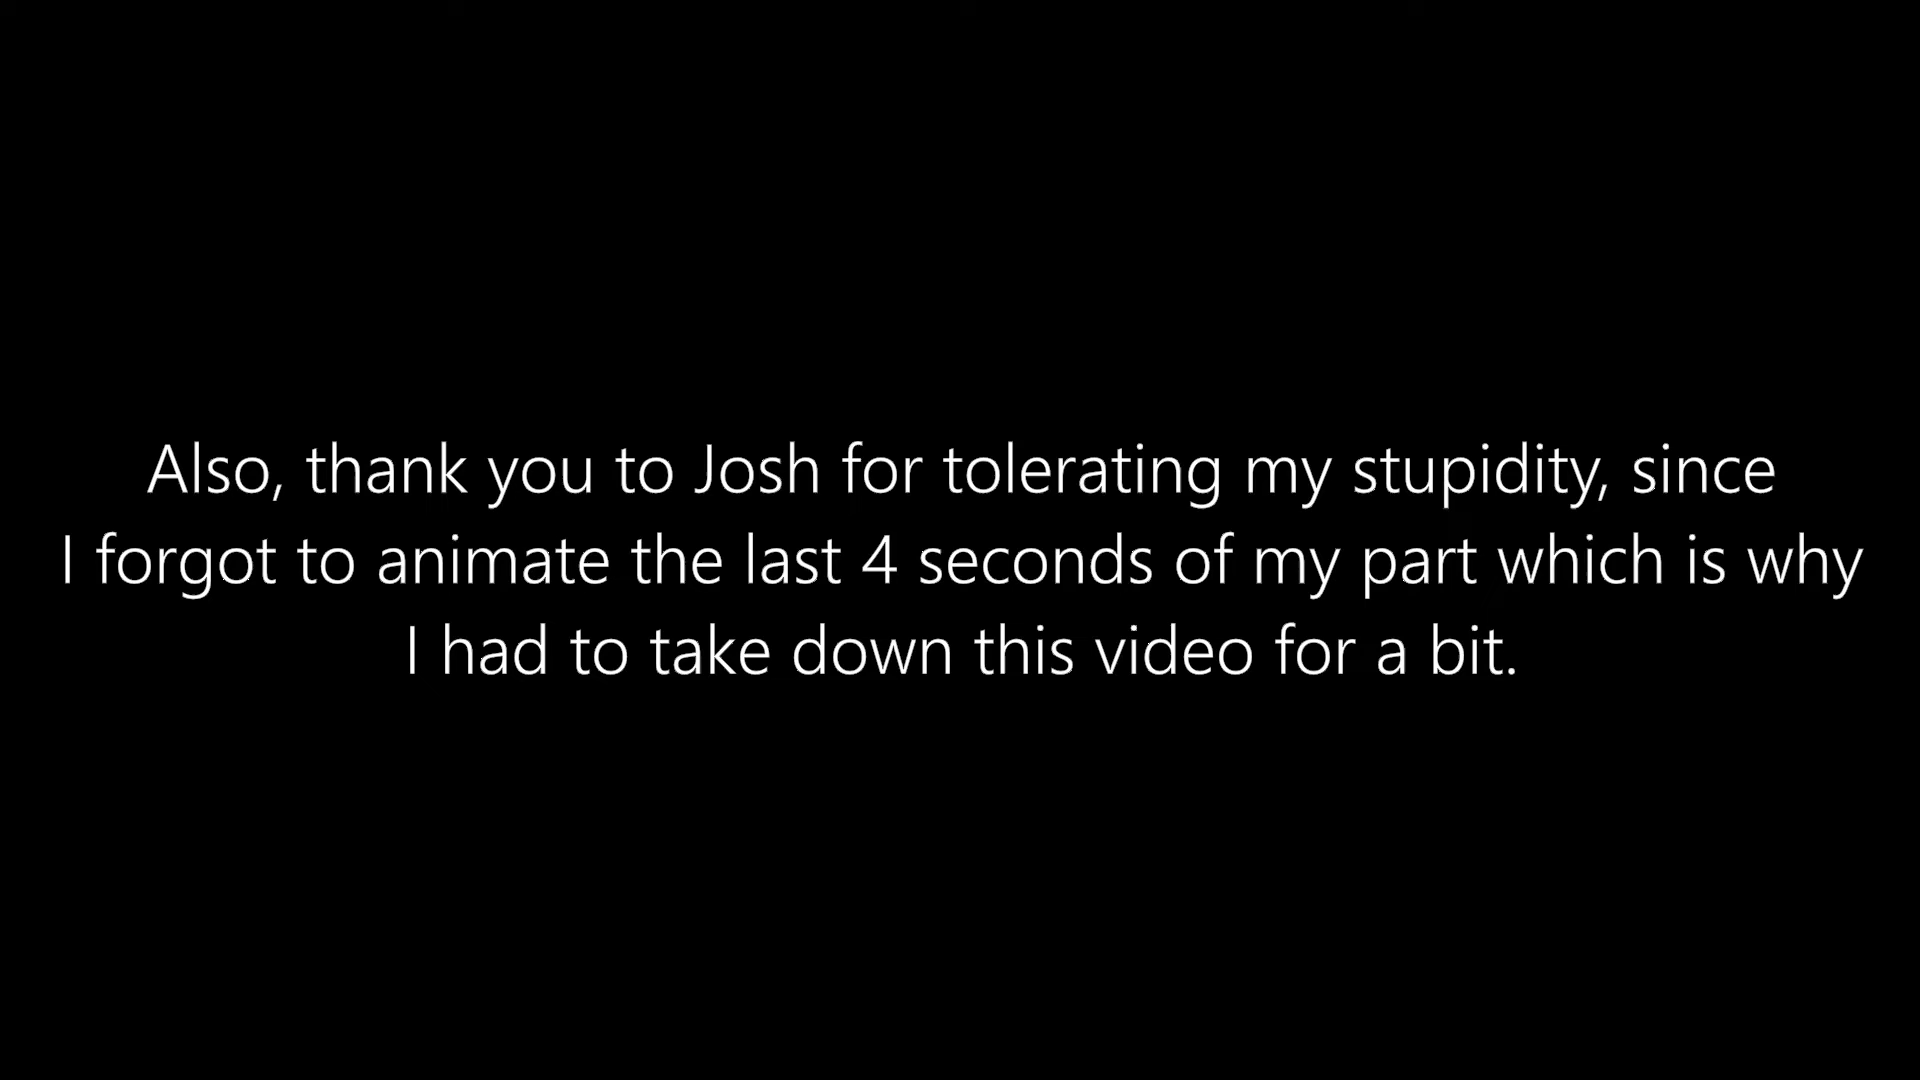 Also, thank you to Josh for tolerating my stupidity, since
I forgot to animate the last 4 seconds of my part which is why
I had to take down this video for a bit.